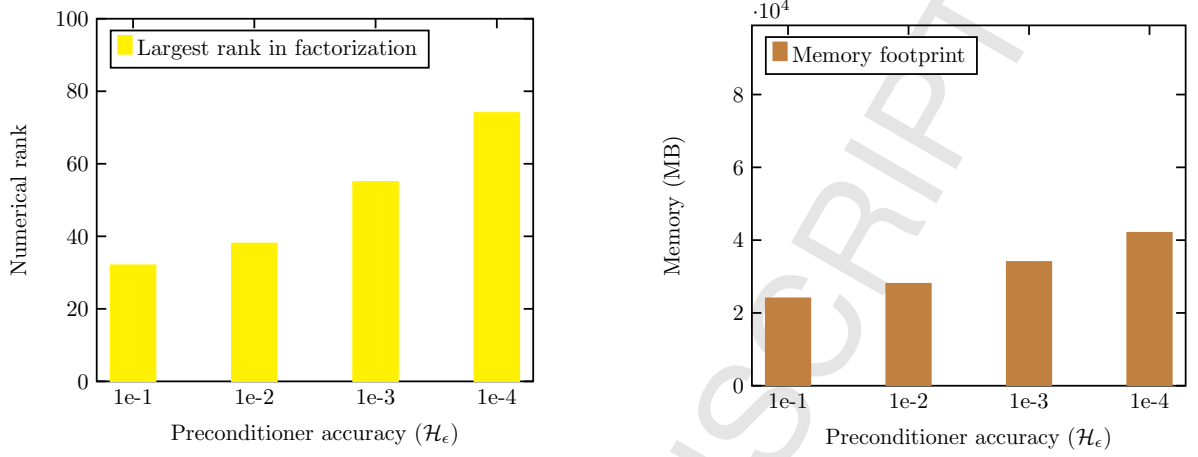 100
80
60
40
20
0
Numerical rank
Largest rank in factorization
1e-1 1e-2 1e-3 1e-4
Preconditioner accuracy (ℋϵ)
·10⁴
8
6
4
2
0
Memory (MB)
Memory footprint
1e-1 1e-2 1e-3 1e-4
Preconditioner accuracy (ℋϵ)
NSCRIPT